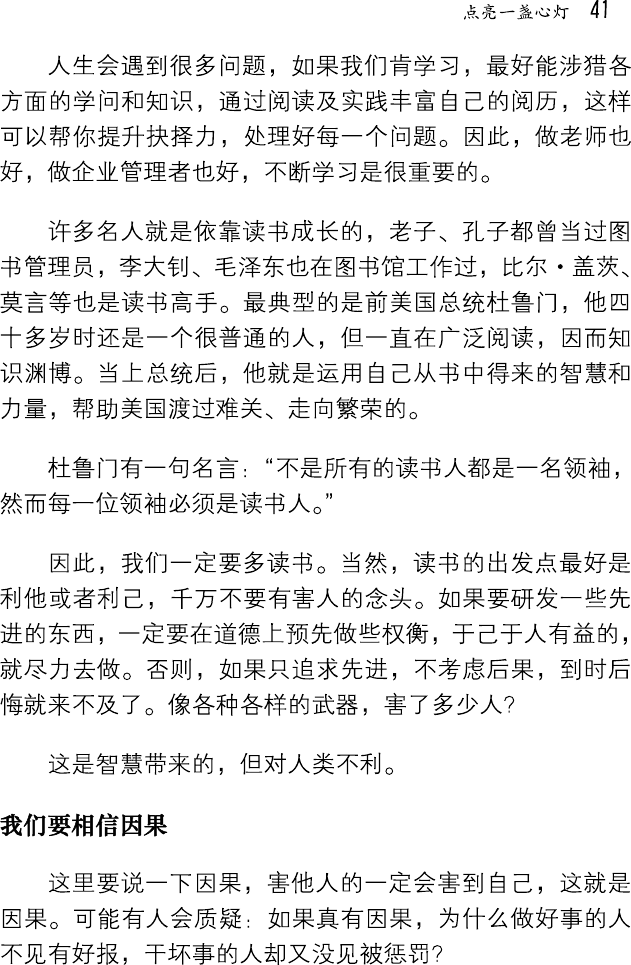 点亮一盏心灯 41
人生会遇到很多问题，如果我们肯学习，最好能涉猎各
方面的学问和知识，通过阅读及实践丰富自己的阅历，这样
可以帮你提升抉择力，处理好每一个问题。因此，做老师也
好，做企业管理者也好，不断学习是很重要的。
许多名人就是依靠读书成长的，老子、孔子都曾当过图
书管理员，李大钊、毛泽东也在图书馆工作过，比尔·盖茨、
莫言等也是读书高手。最典型的是前美国总统杜鲁门，他四
十多岁时还是一个很普通的人，但一直在广泛阅读，因而知
识渊博。当上总统后，他就是运用自己从书中得来的智慧和
力量，帮助美国渡过难关、走向繁荣的。
杜鲁门有一句名言：“不是所有的读书人都是一名领袖，
然而每一位领袖必须是读书人。”
因此，我们一定要多读书。当然，读书的出发点最好是
利他或者利己，千万不要有害人的念头。如果要研发一些先
进的东西，一定要在道德上预先做些权衡，于己于人有益的，
就尽力去做。否则，如果只追求先进，不考虑后果，到时后
悔就来不及了。像各种各样的武器，害了多少人？
这是智慧带来的，但对人类不利。
我们要相信因果
这里要说一下因果，害他人的一定会害到自己，这就是
因果。可能有人会质疑：如果真有因果，为什么做好事的人
不见有好报，干坏事的人却又没见被惩罚？